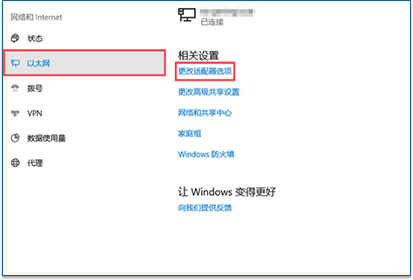 网络和 Internet
状态
以太网
拨号
VPN
数据使用量
代理
已连接
相关设置
更改适配器选项
更改高级共享设置
网络和共享中心
家庭组
Windows 防火墙
让 Windows 变得更好
向我们提供反馈